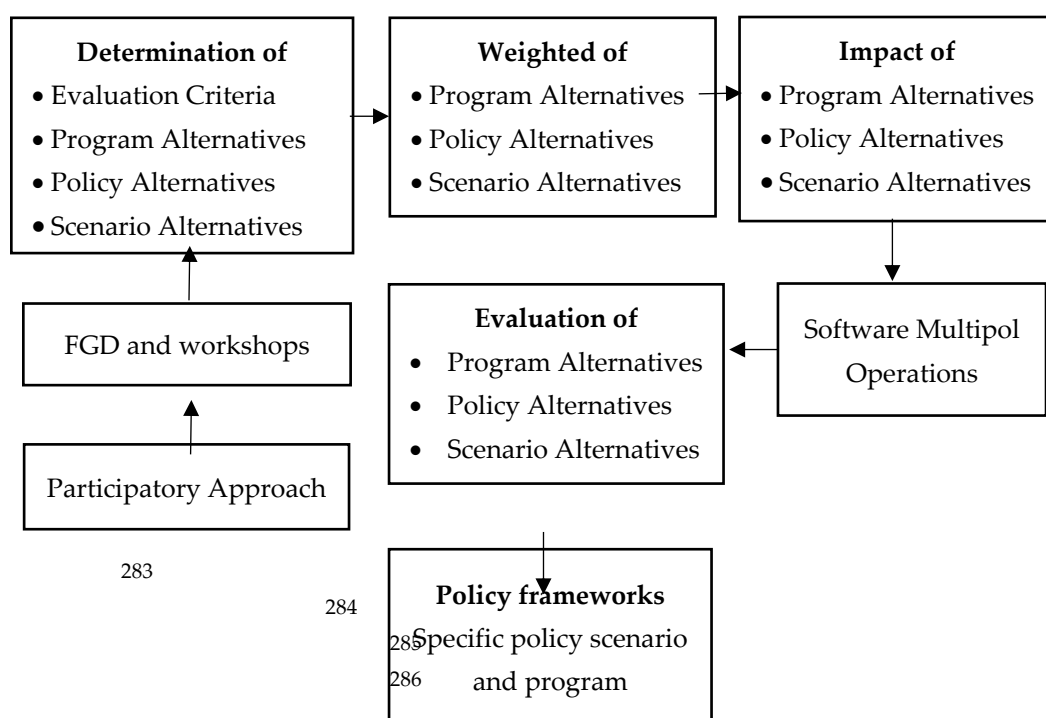 Determination of
• Evaluation Criteria
• Program Alternatives
• Policy Alternatives
• Scenario Alternatives
Weighted of
• Program Alternatives
• Policy Alternatives
• Scenario Alternatives
Impact of
• Program Alternatives
• Policy Alternatives
• Scenario Alternatives
FGD and workshops
Participatory Approach
Evaluation of
• Program Alternatives
• Policy Alternatives
• Scenario Alternatives
Software Multipol
Operations
Policy frameworks
Specific policy scenario
and program
283
284
285
286